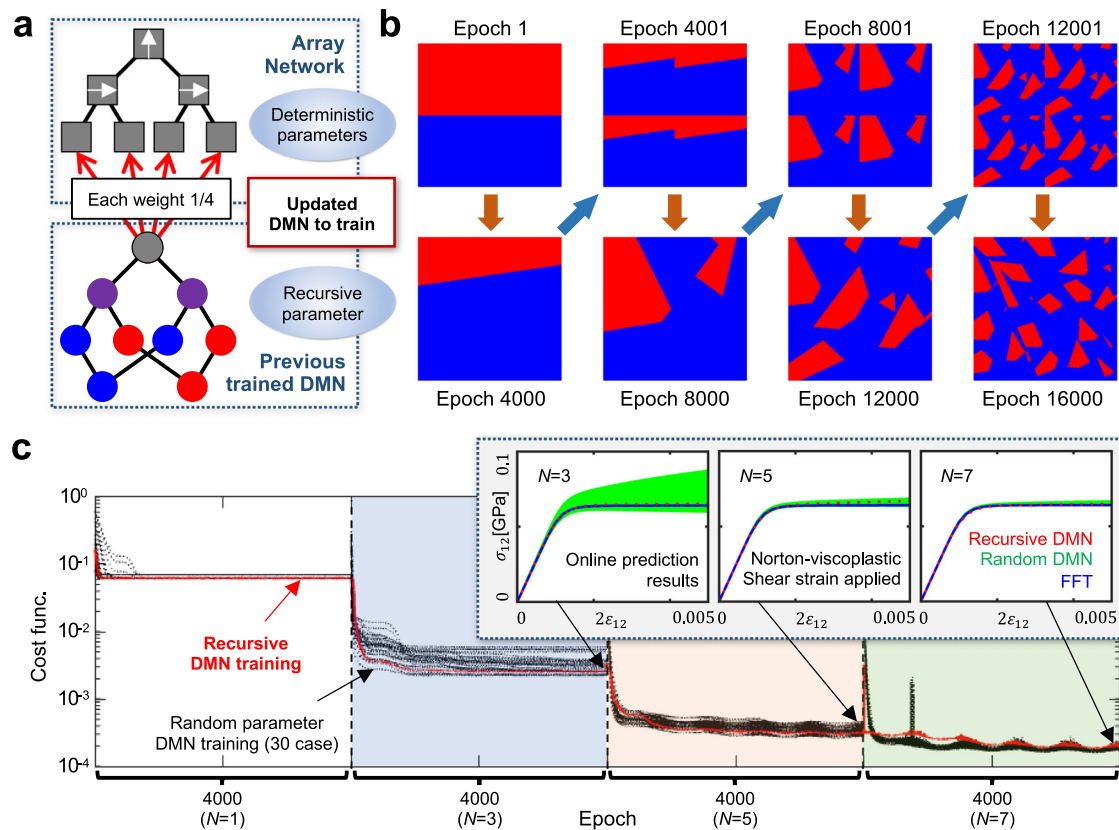 a
Array
Network
Deterministic
parameters
Each weight 1/4
Updated
DMN to train
Recursive
parameter
Previous
trained DMN
b
Epoch 1
Epoch 4001
Epoch 8001
Epoch 12001
Epoch 4000
Epoch 8000
Epoch 12000
Epoch 16000
c
Cost func.
10⁰
10⁻¹
10⁻²
10⁻³
10⁻⁴
Recursive
DMN training
Random parameter
DMN training (30 case)
σ₁₂[GPa]
0.1
0
N=3
Online prediction
results
0
2ε₁₂
0.005
N=5
Norton-viscoplastic
Shear strain applied
0
2ε₁₂
0.005
N=7
Recursive DMN
Random DMN
FFT
0
2ε₁₂
0.005
4000
(N=1)
4000
(N=3)
Epoch
4000
(N=5)
4000
(N=7)